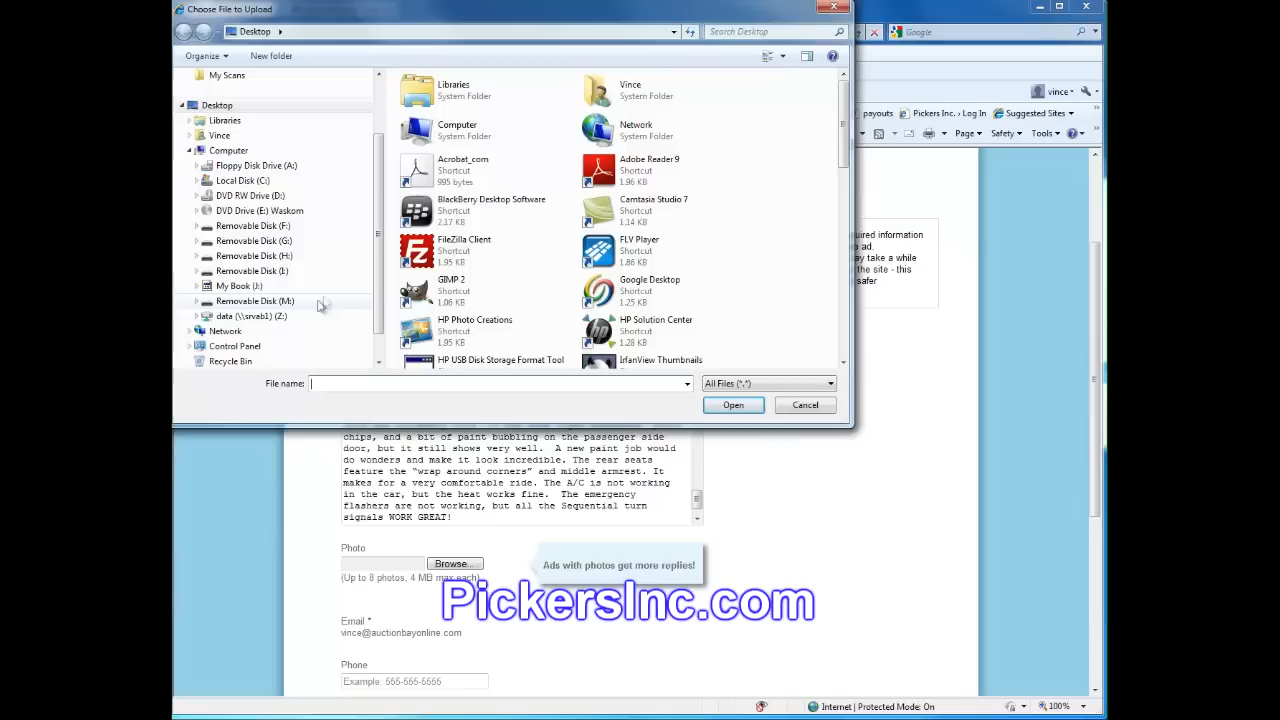 Choose File to Upload
Desktop
Search Desktop
Google
Organize
New folder
My Scans
Desktop
Libraries
Vince
Computer
Floppy Disk Drive (A:)
Local Disk (C:)
DVD RW Drive (D:)
DVD Drive (E:) Waskom
Removable Disk (F:)
Removable Disk (G:)
Removable Disk (H:)
Removable Disk (I:)
My Book (J:)
Removable Disk (M:)
data (\\srvab1) (Z:)
Network
Control Panel
Recycle Bin
Libraries
System Folder
Vince
System Folder
Computer
System Folder
Network
System Folder
Acrobat_com
Shortcut
995 bytes
Adobe Reader 9
Shortcut
1.96 KB
BlackBerry Desktop Software
Shortcut
2.17 KB
Camtasia Studio 7
Shortcut
1.14 KB
FileZilla Client
Shortcut
1.95 KB
FLV Player
Shortcut
1.86 KB
GIMP 2
Shortcut
1.06 KB
Google Desktop
Shortcut
1.25 KB
HP Photo Creations
Shortcut
1.95 KB
HP Solution Center
Shortcut
1.28 KB
HP USB Disk Storage Format Tool
IrfanView Thumbnails
File name:
All Files (*.*)
Open
Cancel
vince
payouts
Pickers Inc. › Log In
Suggested Sites
Page
Safety
Tools
uired information
e ad.
ay take a while
the site - this
safer
chips, and a bit of paint bubbling on the passenger side
door, but it still shows very well. A new paint job would
do wonders and make it look incredible. The rear seats
feature the “wrap around corners” and middle armrest. It
makes for a very comfortable ride. The A/C is not working
in the car, but the heat works fine. The emergency
flashers are not working, but all the Sequential turn
signals WORK GREAT!
Photo
Browse...
Ads with photos get more replies!
(Up to 8 photos, 4 MB max each)
PickersInc.com
Email *
vince@auctionbayonline.com
Phone
Example: 555-555-5555
Internet | Protected Mode: On
100%